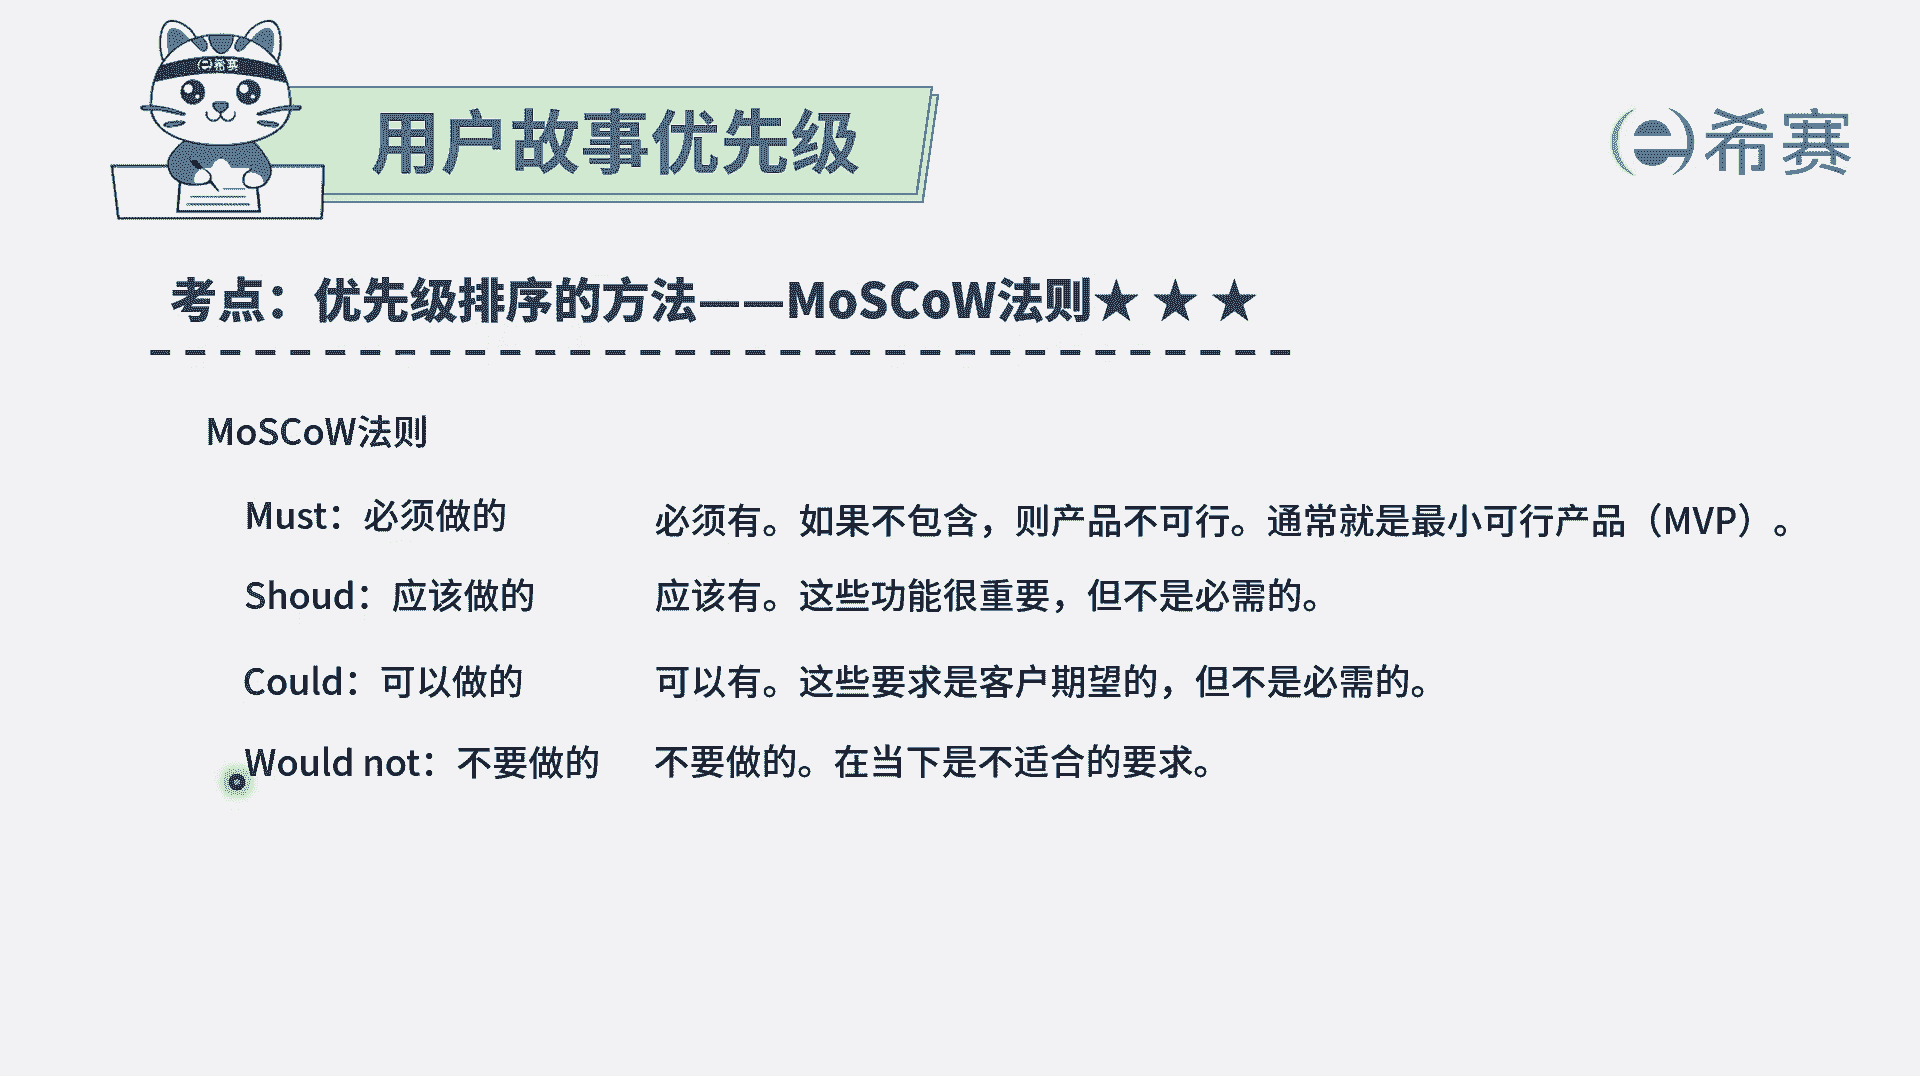 希赛
用户故事优先级
希赛
考点：优先级排序的方法——MoSCoW法则★ ★ ★
MoSCoW法则
Must：必须做的 必须有。如果不包含，则产品不可行。通常就是最小可行产品（MVP）。
Shoud：应该做的 应该有。这些功能很重要，但不是必需的。
Could：可以做的 可以有。这些要求是客户期望的，但不是必需的。
Would not：不要做的 不要做的。在当下是不适合的要求。